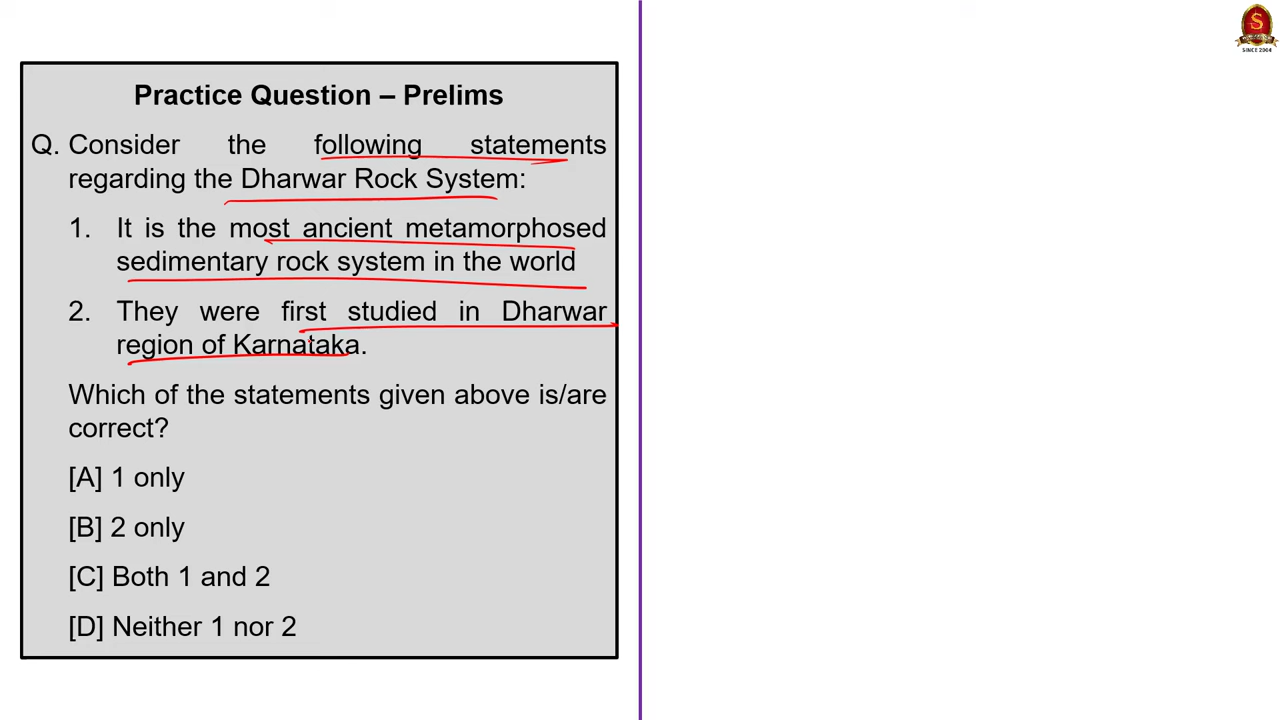 S
SINCE 2004
Practice Question – Prelims
Q. Consider the following statements
regarding the Dharwar Rock System:
1. It is the most ancient metamorphosed
sedimentary rock system in the world
2. They were first studied in Dharwar
region of Karnataka.
Which of the statements given above is/are
correct?
[A] 1 only
[B] 2 only
[C] Both 1 and 2
[D] Neither 1 nor 2